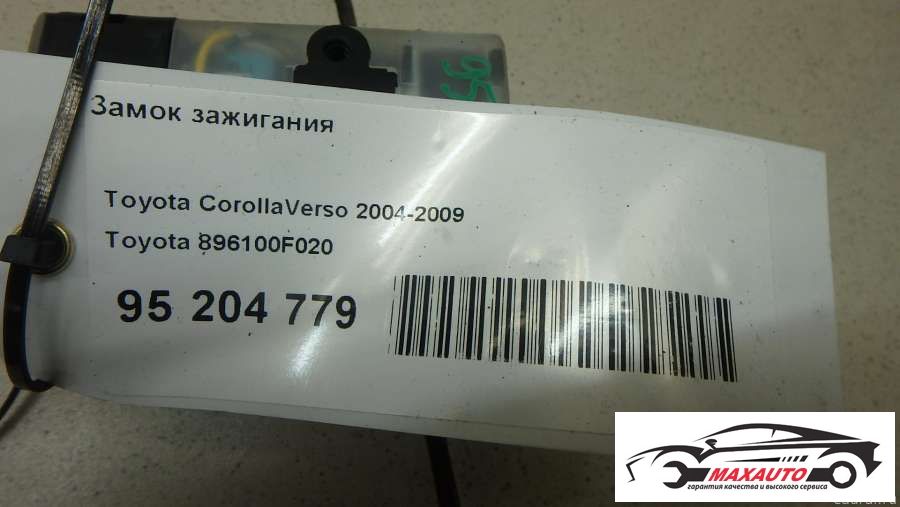 Замок зажигания
Toyota CorollaVerso 2004-2009
Toyota 896100F020
95 204 779
MAXAUTO
гарантия качества и высокого сервиса